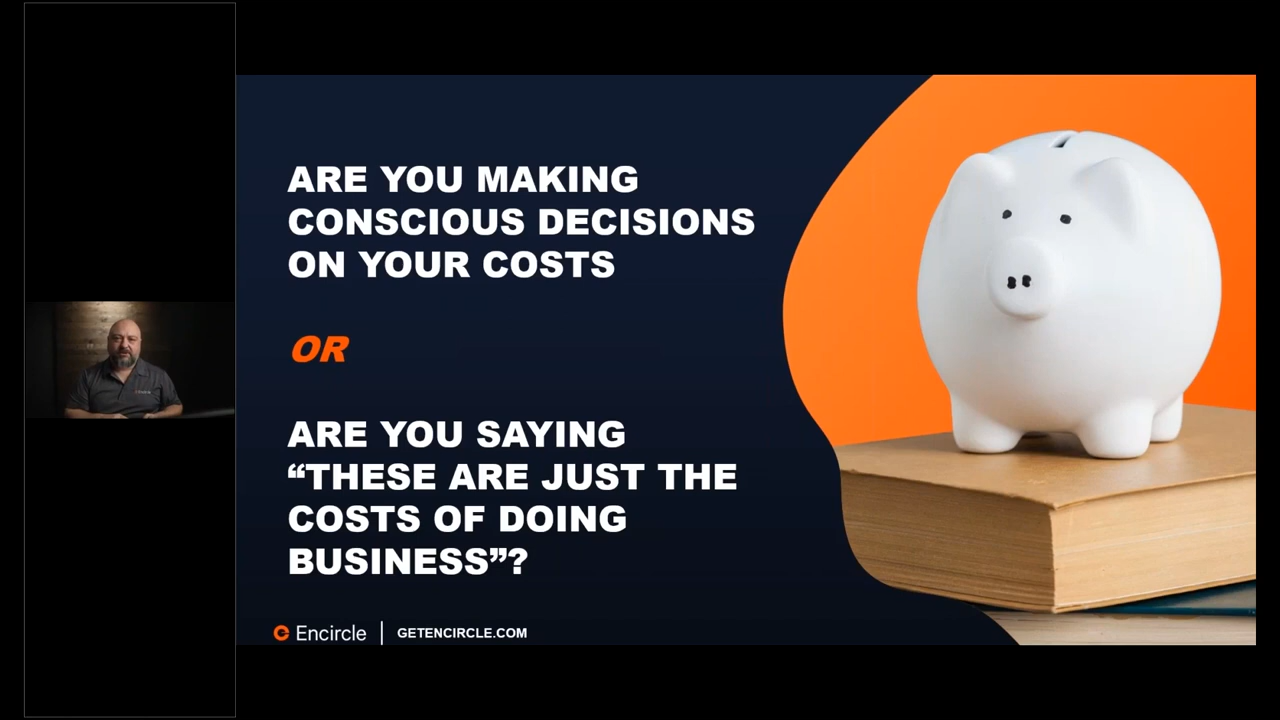 ARE YOU MAKING
CONSCIOUS DECISIONS
ON YOUR COSTS
OR
ARE YOU SAYING
“THESE ARE JUST THE
COSTS OF DOING
BUSINESS”?
Encircle | GETENCIRCLE.COM